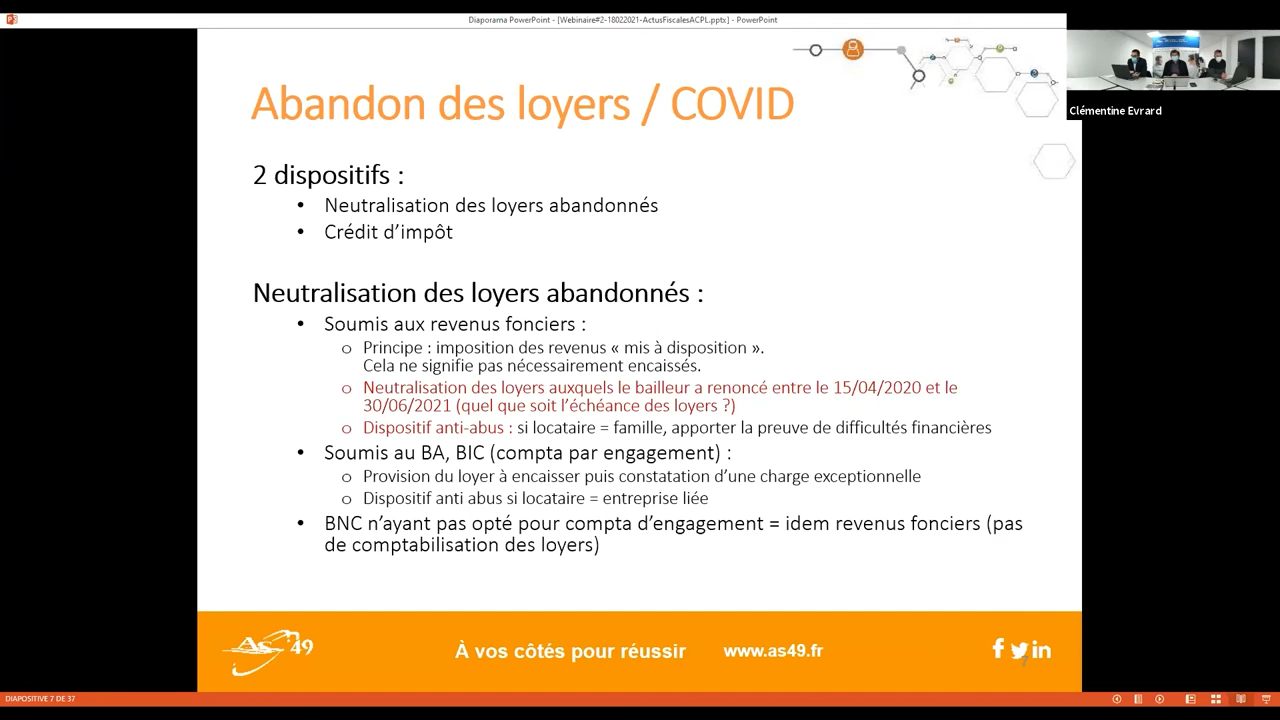 Diaporama PowerPoint - [Webinaire#2-18022021-ActusFiscalesACPL.pptx] - PowerPoint
Clémentine Evrard
Abandon des loyers / COVID
2 dispositifs :
• Neutralisation des loyers abandonnés
• Crédit d’impôt
Neutralisation des loyers abandonnés :
• Soumis aux revenus fonciers :
o Principe : imposition des revenus « mis à disposition ».
Cela ne signifie pas nécessairement encaissés.
o Neutralisation des loyers auxquels le bailleur a renoncé entre le 15/04/2020 et le
30/06/2021 (quel que soit l’échéance des loyers ?)
o Dispositif anti-abus : si locataire = famille, apporter la preuve de difficultés financières
• Soumis au BA, BIC (compta par engagement) :
o Provision du loyer à encaisser puis constatation d’une charge exceptionnelle
o Dispositif anti abus si locataire = entreprise liée
• BNC n’ayant pas opté pour compta d’engagement = idem revenus fonciers (pas
de comptabilisation des loyers)
As 49
À vos côtés pour réussir
www.as49.fr
7
DIAPOSITIVE 7 DE 37